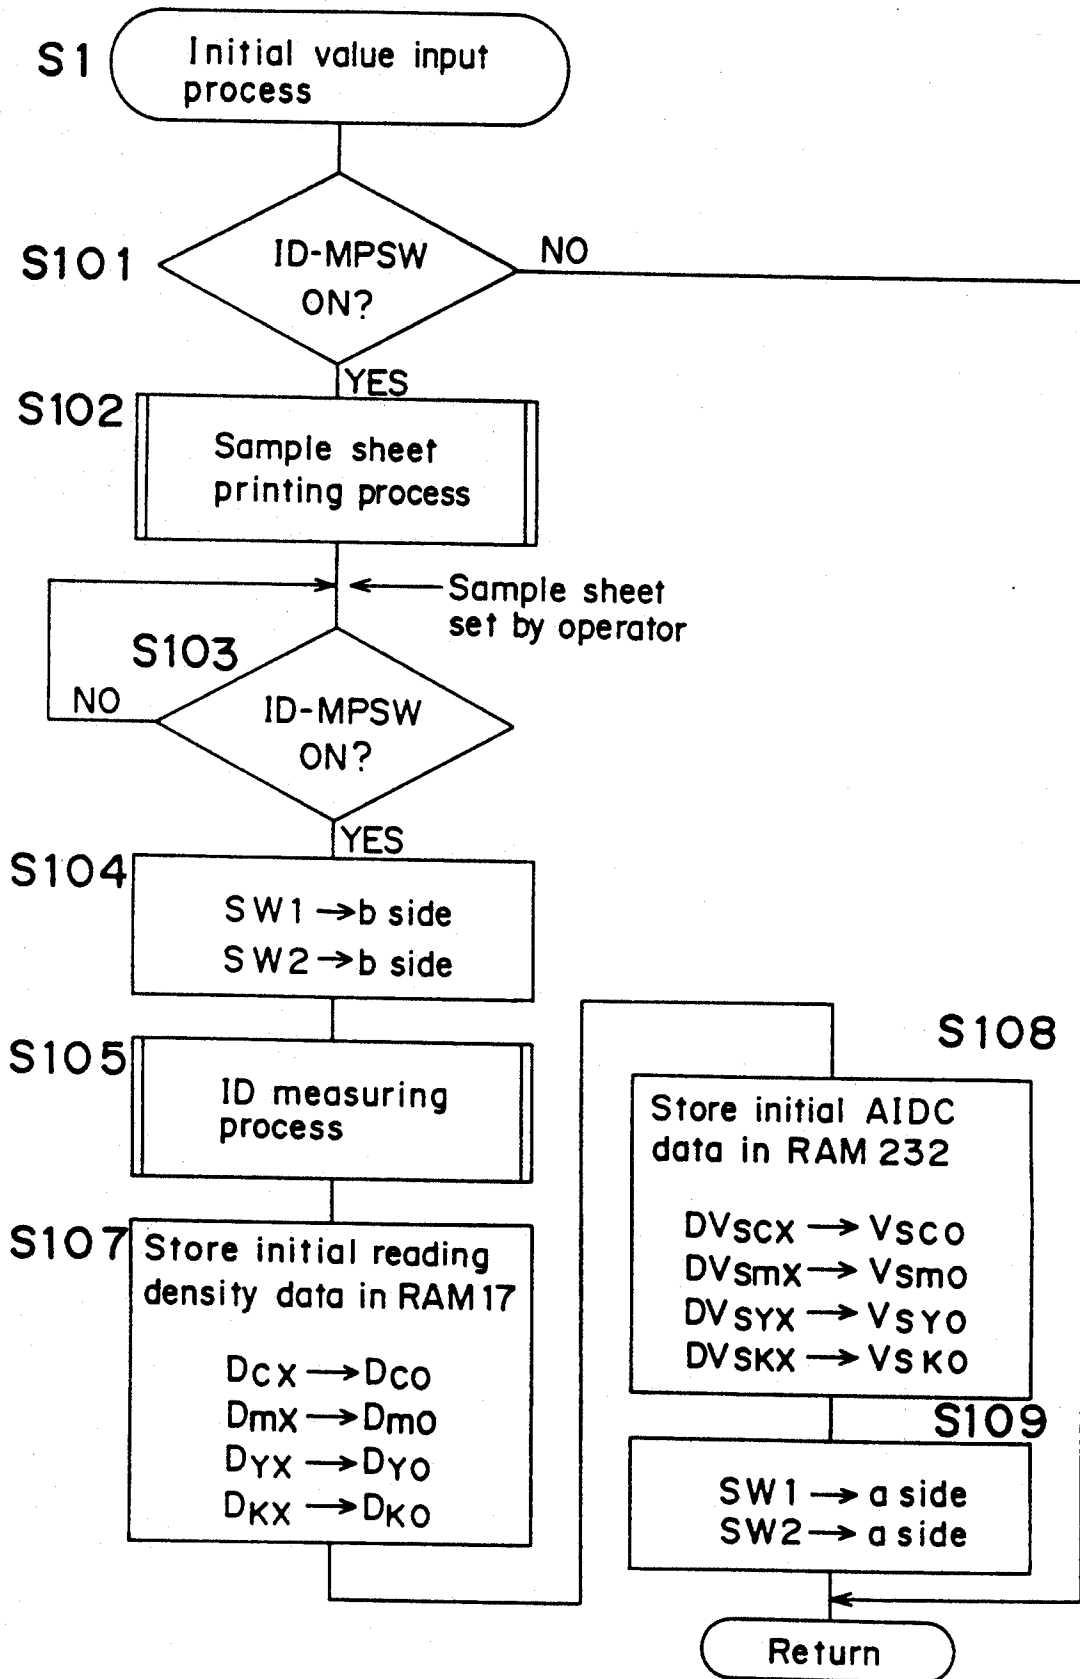 S1
Initial value input
process
S101
ID-MPSW
ON?
NO
YES
S102
Sample sheet
printing process
Sample sheet
set by operator
S103
NO
ID-MPSW
ON?
YES
S104
SW1 → b side
SW2 → b side
S105
ID measuring
process
S107
Store initial reading
density data in RAM 17
DCX → DCO
DmX → DmO
DYX → DYO
DKX → DKO
S108
Store initial AIDC
data in RAM 232
DVSCX → VSCO
DVSmX → VSmO
DVSYX → VSYO
DVSKX → VSKO
S109
SW1 → a side
SW2 → a side
Return